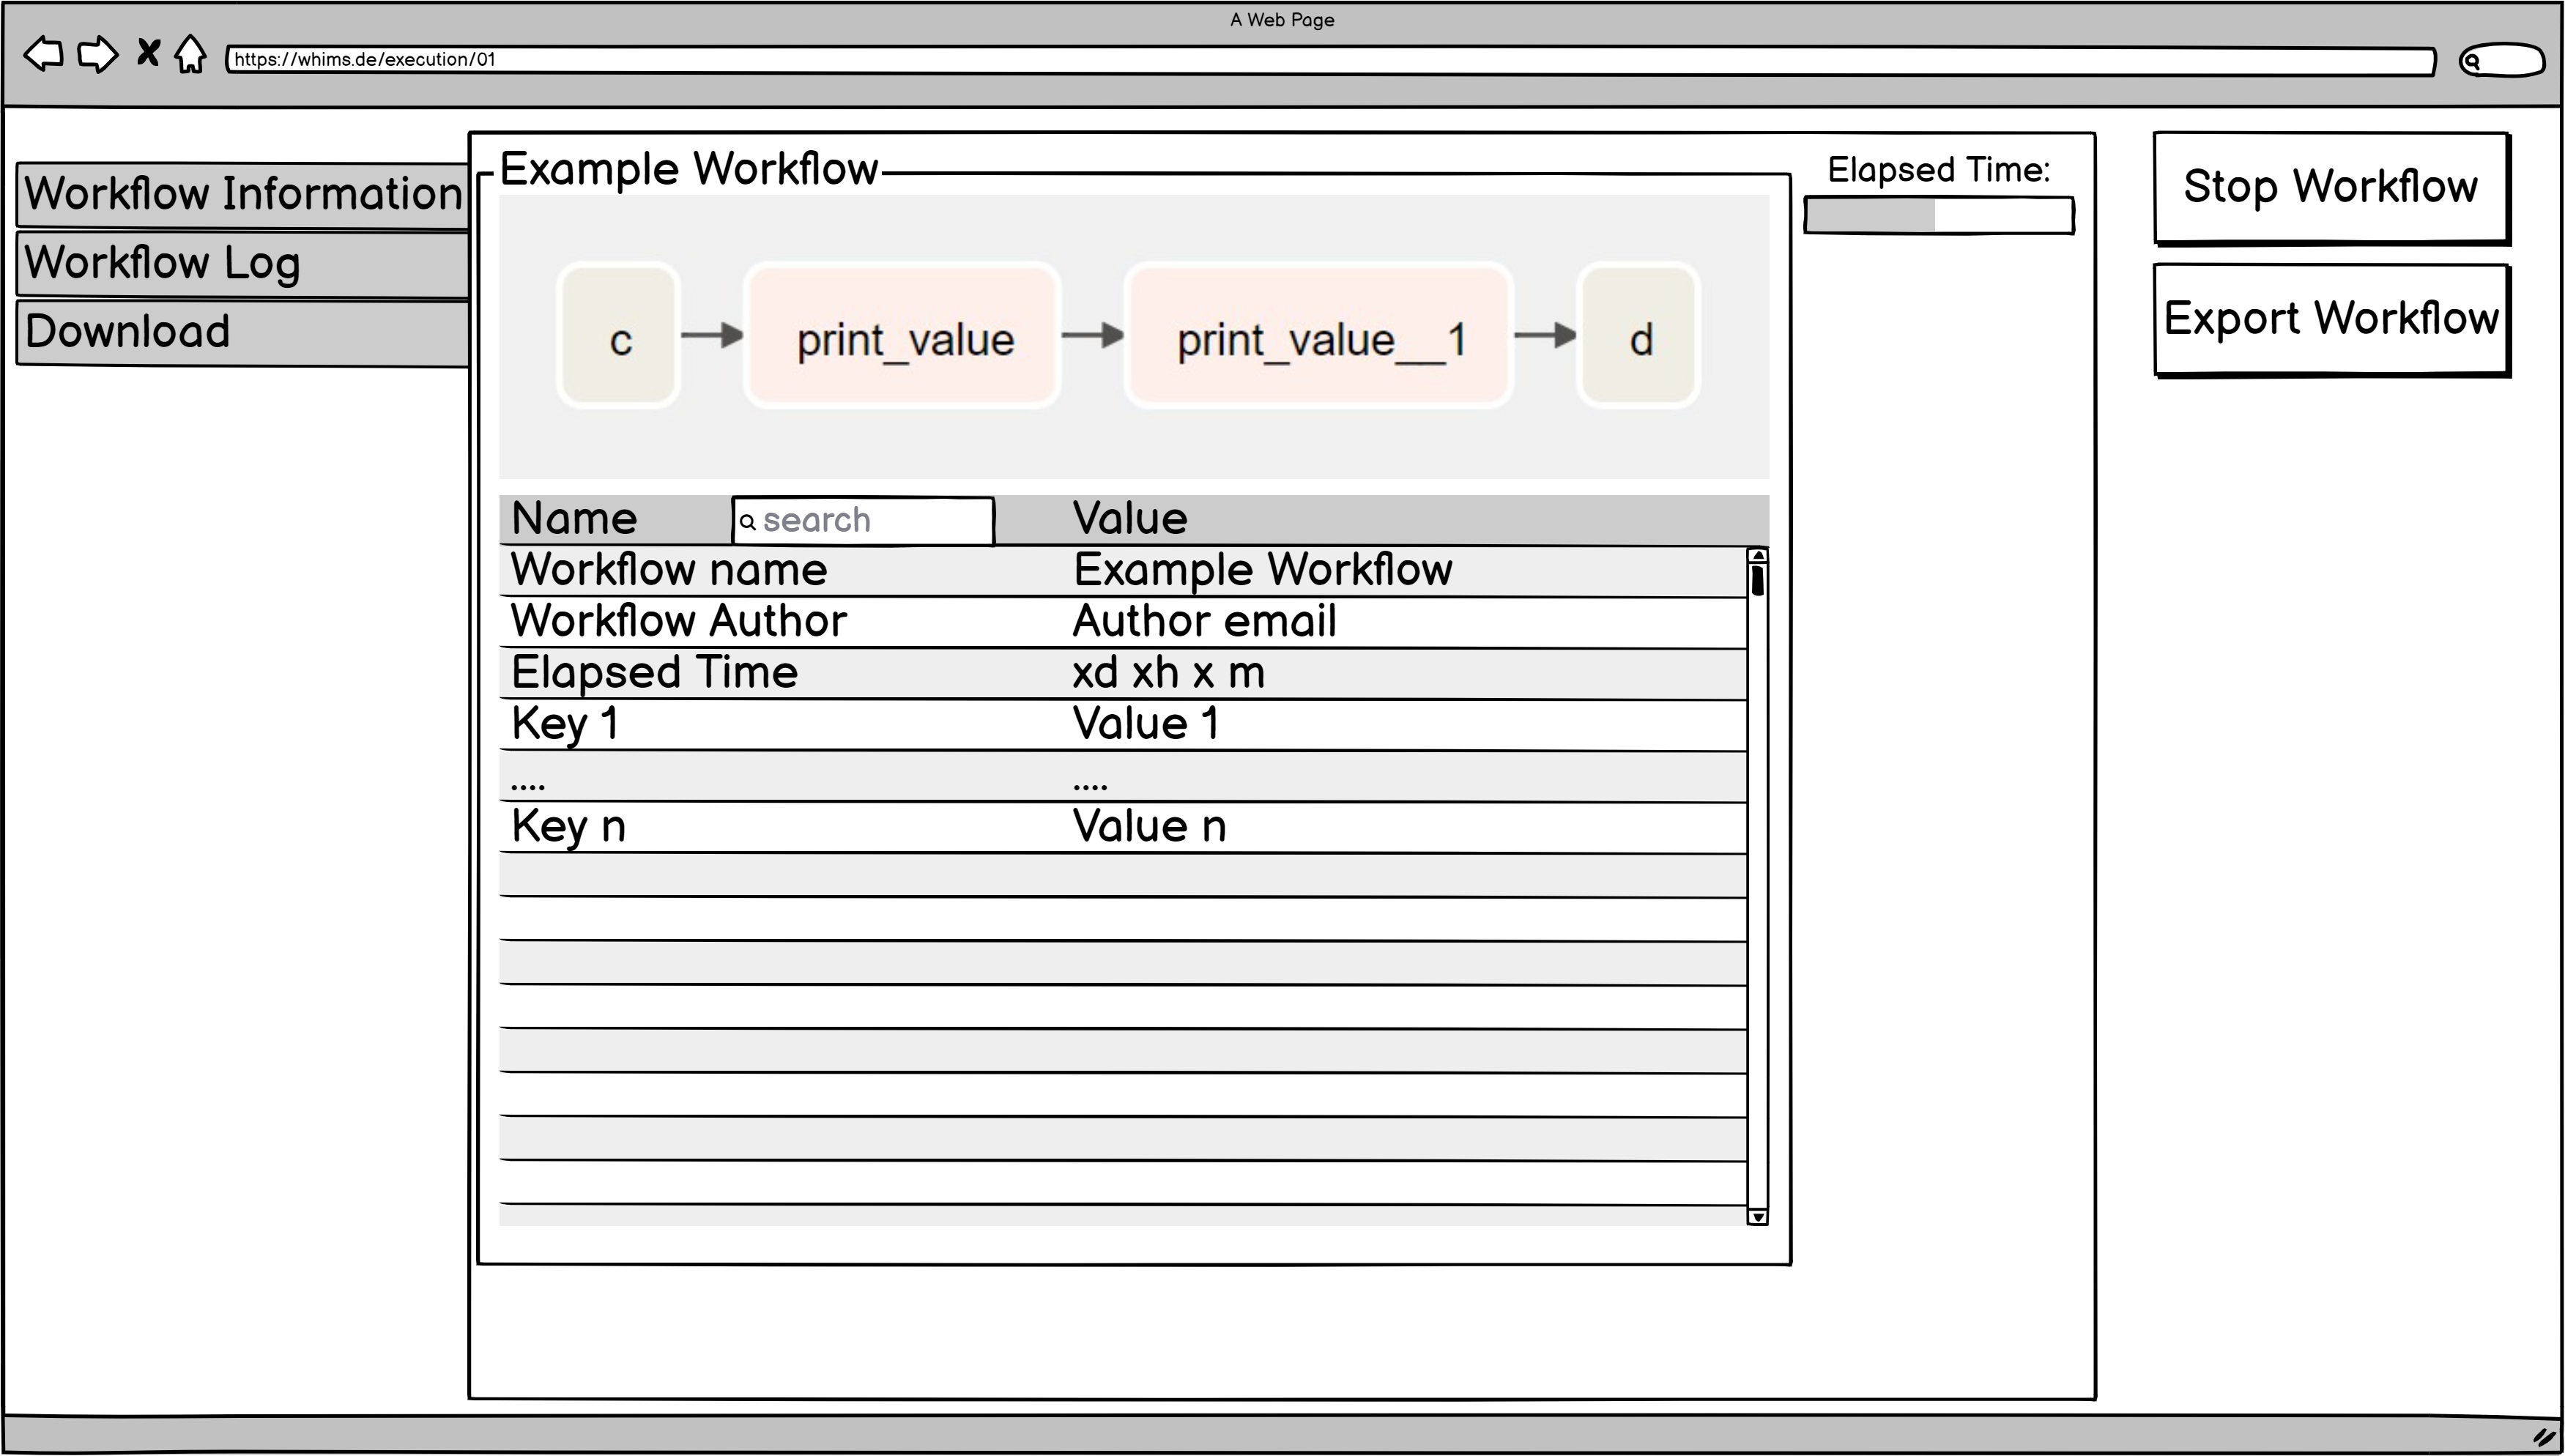 A Web Page
https://whims.de/execution/01
Workflow Information
Workflow Log
Download
Example Workflow
c
print_value
print_value__1
d
Elapsed Time:
Stop Workflow
Export Workflow
Name search Value
Workflow name Example Workflow
Workflow Author Author email
Elapsed Time xd xh x m
Key 1 Value 1
.... ....
Key n Value n